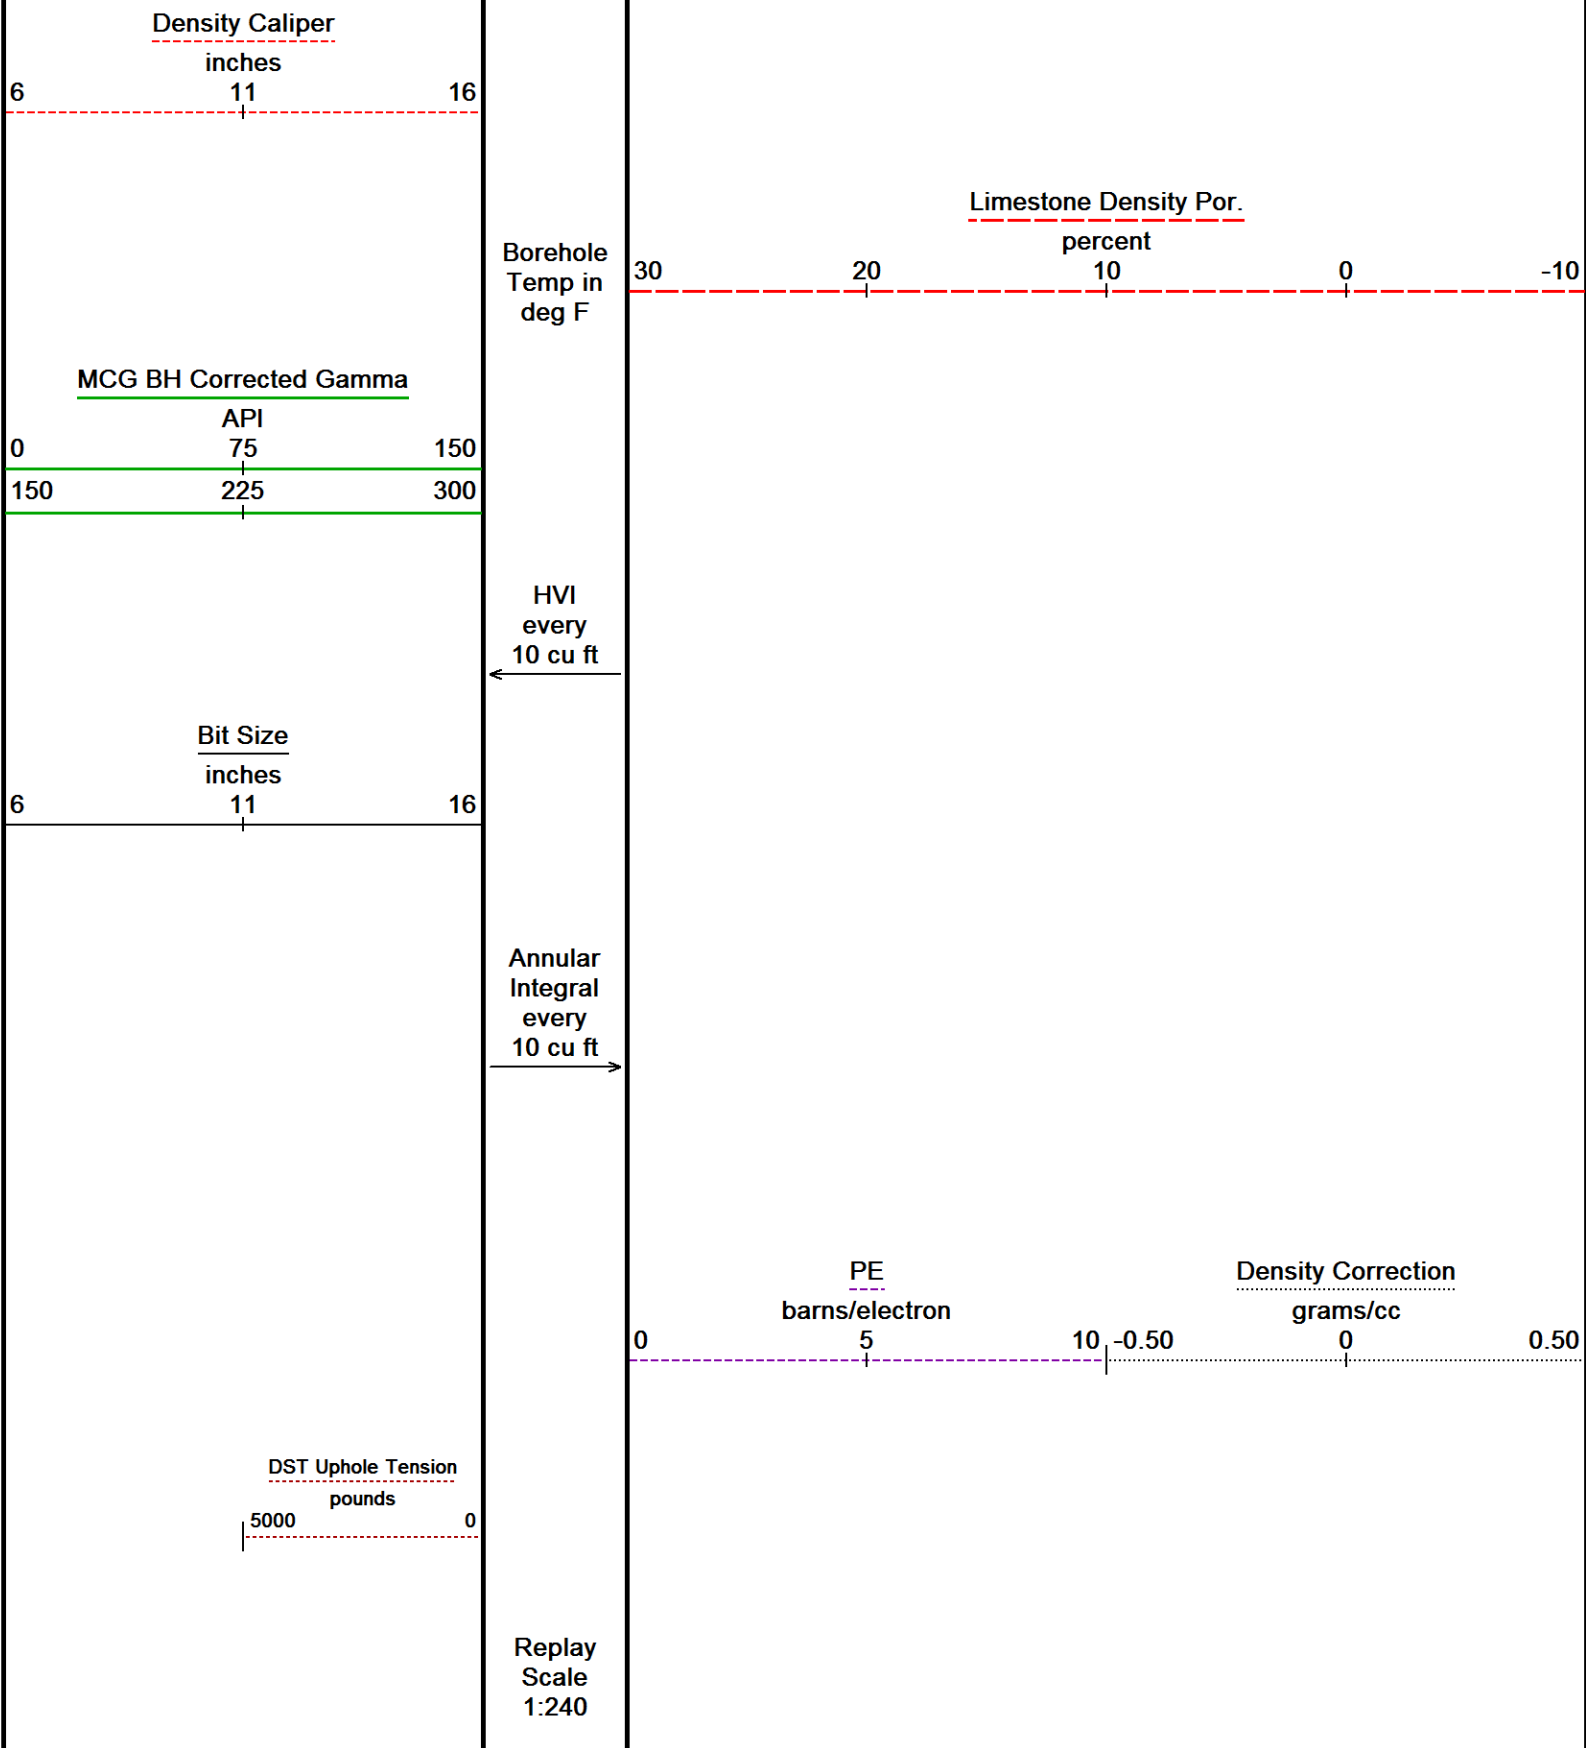 Density Caliper
inches
6 11 16
Limestone Density Por.
percent
30 20 10 0 -10
Borehole
Temp in
deg F
MCG BH Corrected Gamma
API
0 75 150
150 225 300
HVI
every
10 cu ft
Bit Size
inches
6 11 16
Annular
Integral
every
10 cu ft
PE
barns/electron
0 5 10
Density Correction
grams/cc
-0.50 0 0.50
DST Uphole Tension
pounds
5000 0
Replay
Scale
1:240